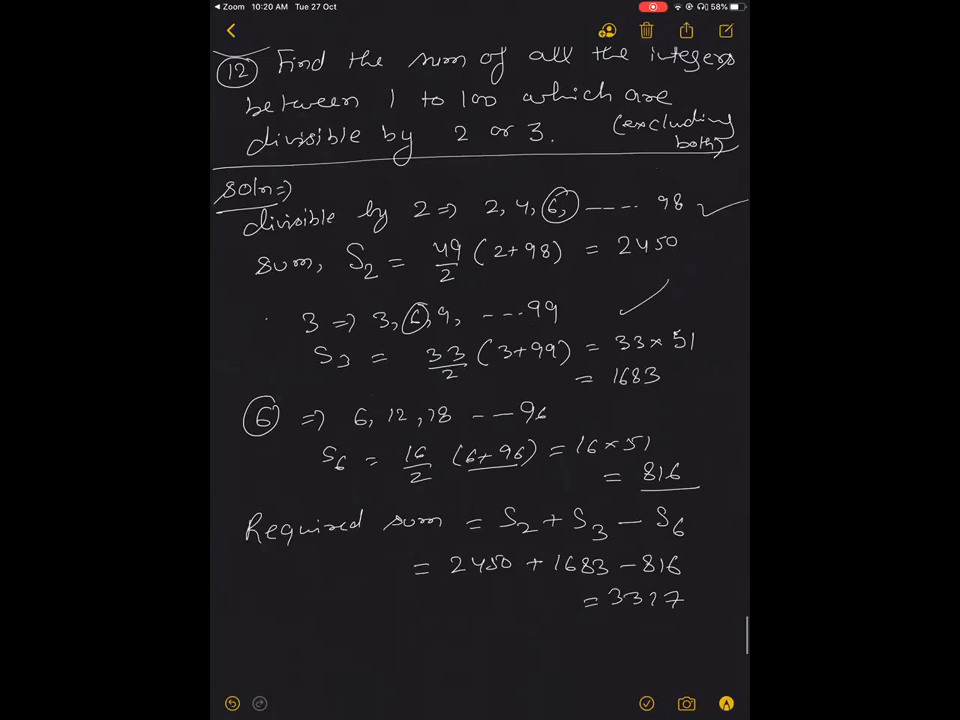 Zoom 10:20 AM Tue 27 Oct 58%
12 Find the sum of all the integers
between 1 to 100 which are
divisible by 2 or 3. (excluding
both)
soln⇒
divisible by 2 ⇒ 2, 4, 6, ----- 98
sum, S₂ = 49/2 (2+98) = 2450
3 ⇒ 3, 6, 9, ---..99
S₃ = 33/2 (3+99) = 33×51
= 1683
6 ⇒ 6, 12, 18 --- 96
S₆ = 16/2 (6+96) = 16×51
= 816
Required sum = S₂ + S₃ - S₆
= 2450 + 1683 - 816
= 3317